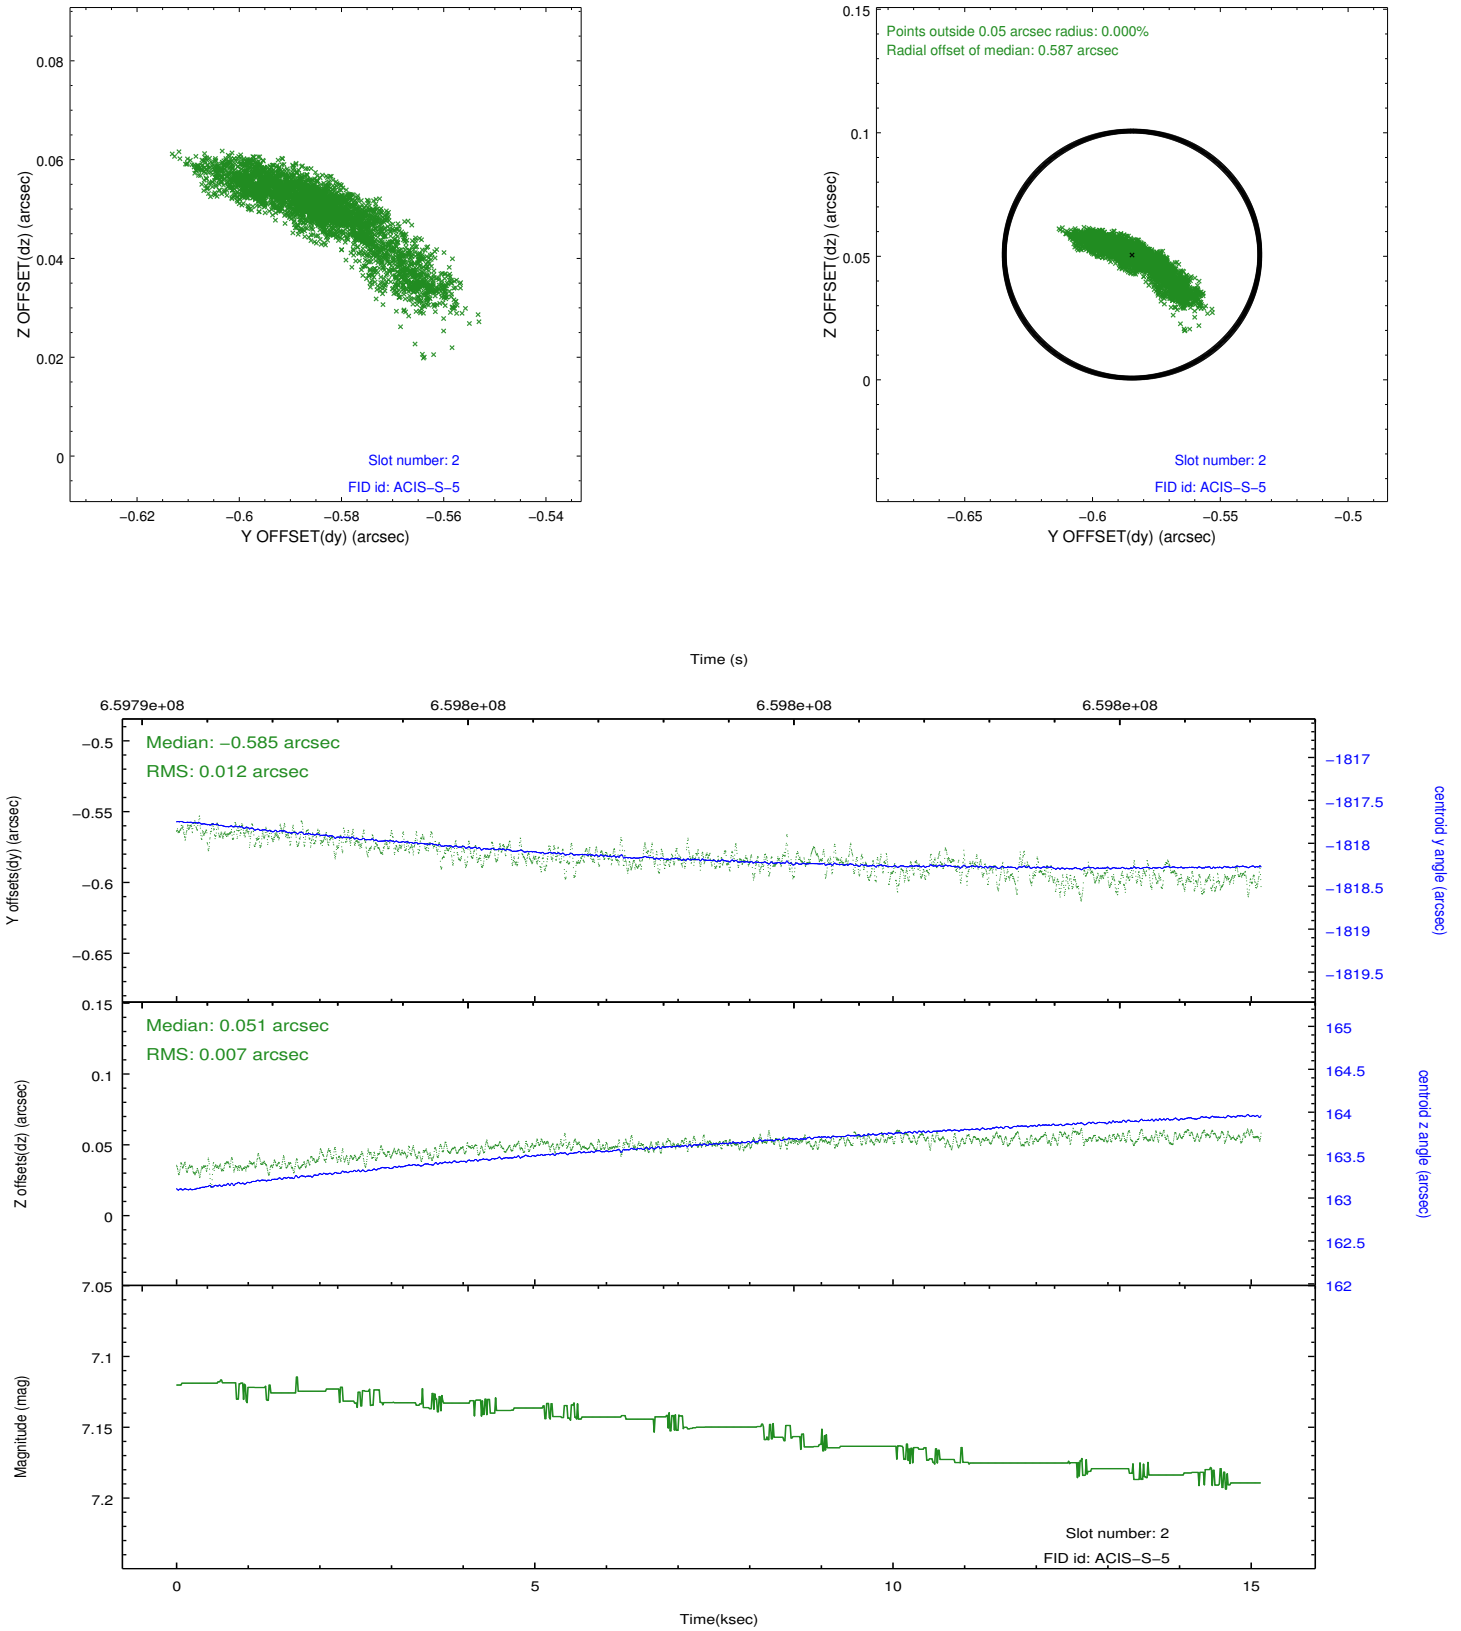 0.08
0.06
0.04
0.02
0
Z OFFSET(dz) (arcsec)
Slot number: 2
FID id: ACIS−S−5
−0.62
−0.6
−0.58
−0.56
−0.54
Y OFFSET(dy) (arcsec)
0.15
0.1
0.05
0
Z OFFSET(dz) (arcsec)
Points outside 0.05 arcsec radius: 0.000%
Radial offset of median: 0.587 arcsec
Slot number: 2
FID id: ACIS−S−5
−0.65
−0.6
−0.55
−0.5
Y OFFSET(dy) (arcsec)
Time (s)
6.5979e+08
6.598e+08
6.598e+08
6.598e+08
−0.5
−0.55
−0.6
−0.65
Y offsets(dy) (arcsec)
Median: −0.585 arcsec
RMS: 0.012 arcsec
−1817
−1817.5
−1818
−1818.5
−1819
−1819.5
centroid y angle (arcsec)
0.15
0.1
0.05
0
Z offsets(dz) (arcsec)
Median: 0.051 arcsec
RMS: 0.007 arcsec
165
164.5
164
163.5
163
162.5
162
centroid z angle (arcsec)
7.05
7.1
7.15
7.2
Magnitude (mag)
Slot number: 2
FID id: ACIS−S−5
0
5
10
15
Time(ksec)